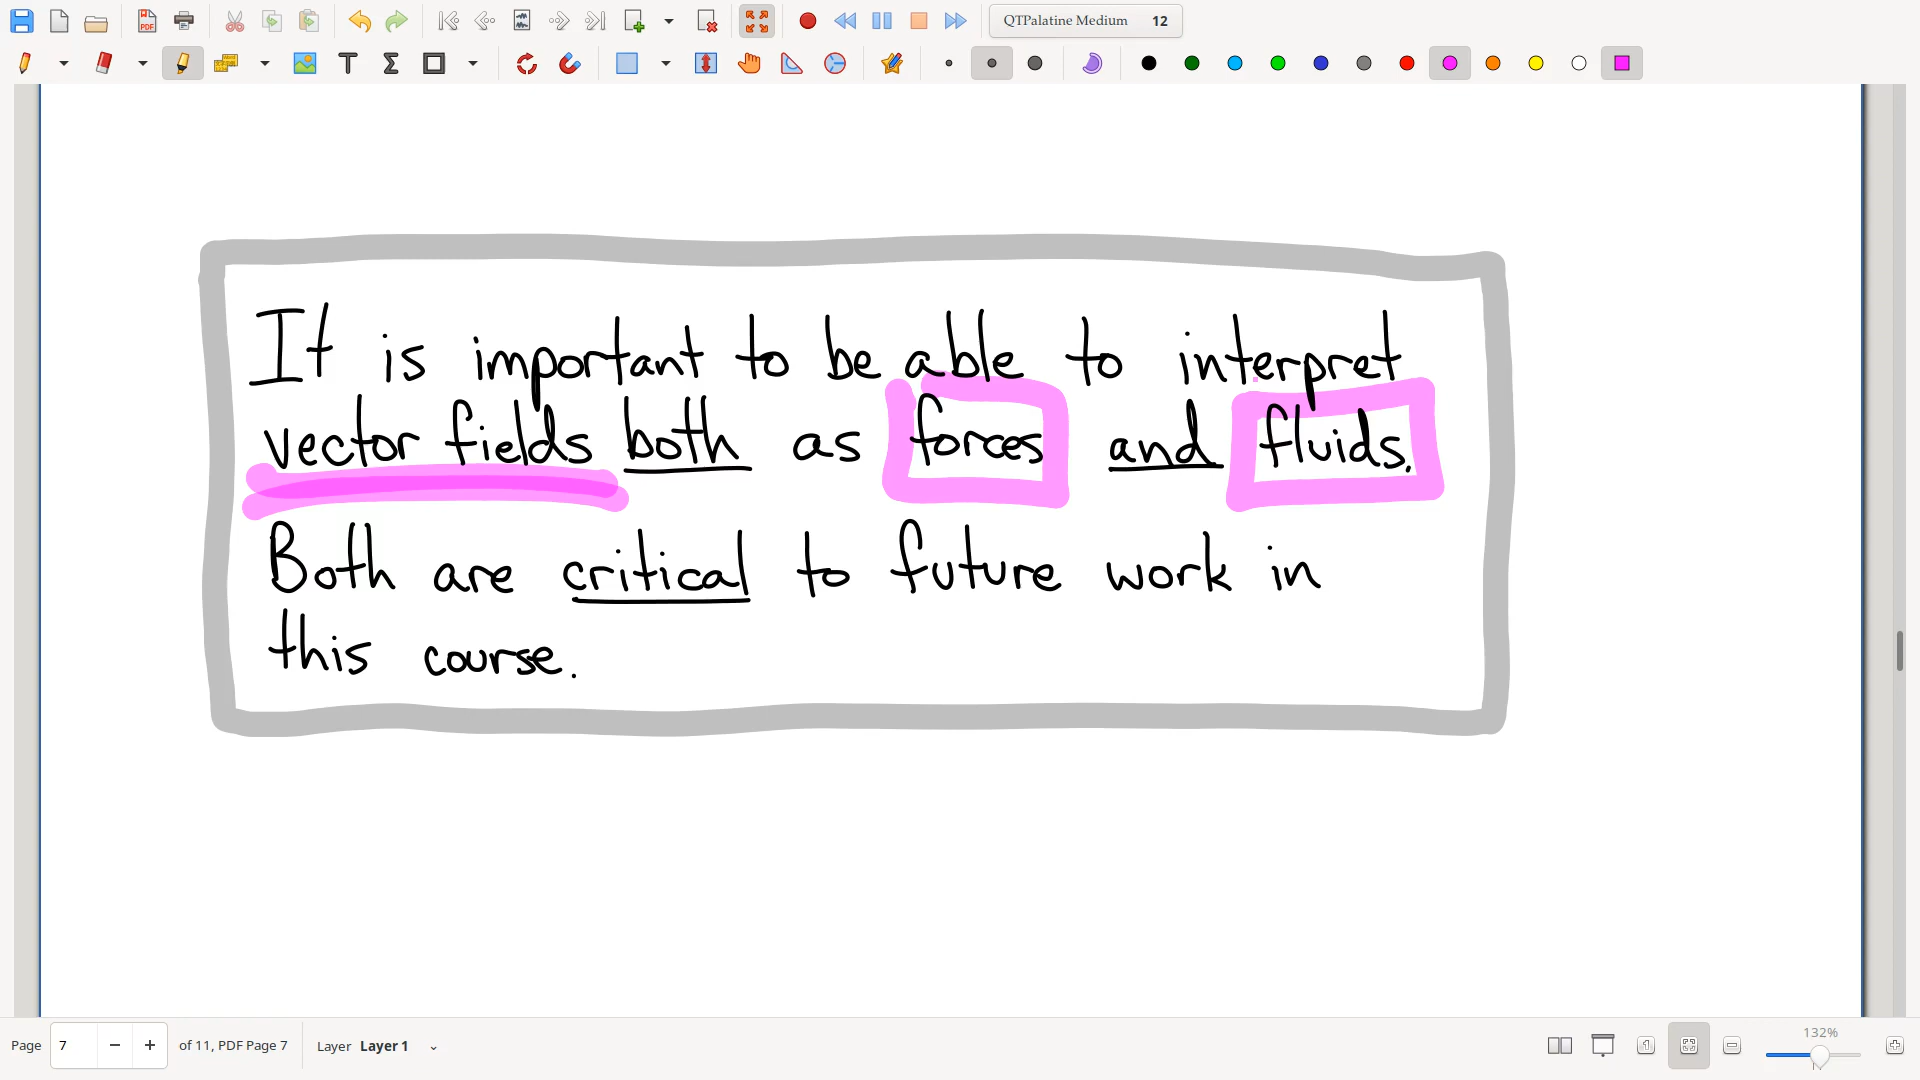 QTPalatine Medium 12
It is important to be able to interpret
vector fields both as forces and fluids.
Both are critical to future work in
this course.
Page 7 of 11, PDF Page 7 Layer Layer 1
132%